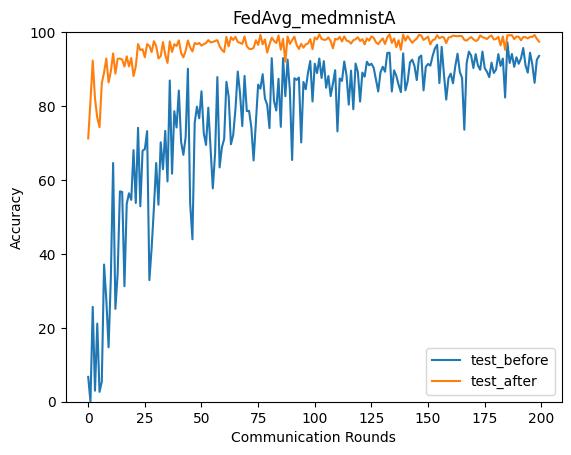 FedAvg_medmnistA
100
80
60
40
20
0
Accuracy
0 25 50 75 100 125 150 175 200
Communication Rounds
test_before
test_after